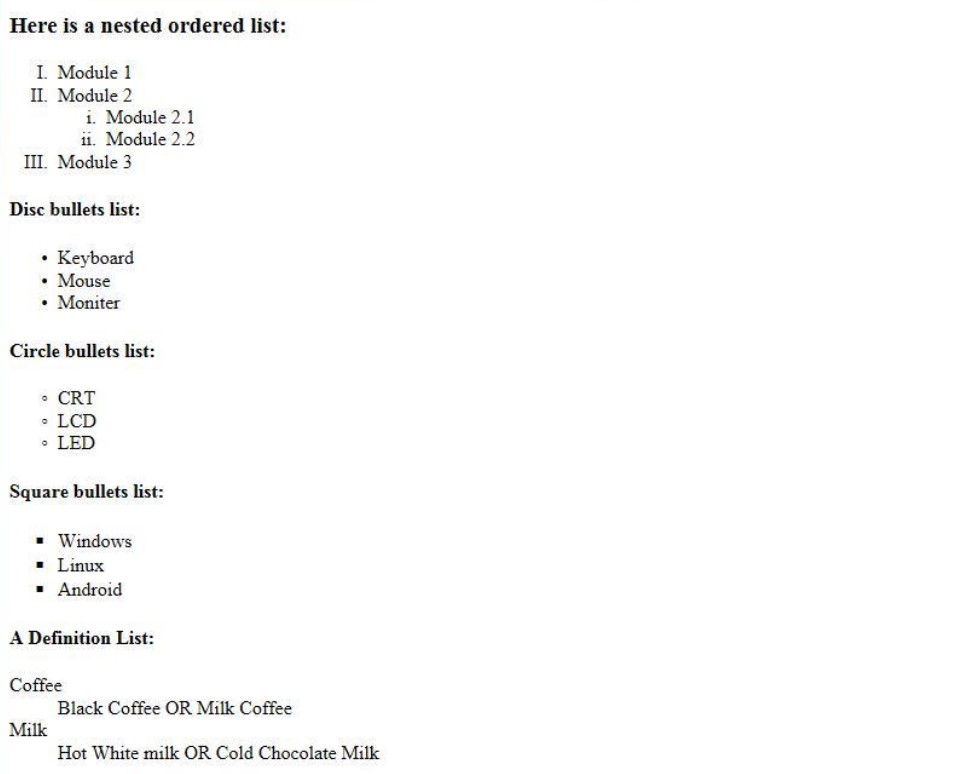 Here is a nested ordered list:
I. Module 1
II. Module 2
i. Module 2.1
ii. Module 2.2
III. Module 3
Disc bullets list:
• Keyboard
• Mouse
• Moniter
Circle bullets list:
◦ CRT
◦ LCD
◦ LED
Square bullets list:
▪ Windows
▪ Linux
▪ Android
A Definition List:
Coffee
Black Coffee OR Milk Coffee
Milk
Hot White milk OR Cold Chocolate Milk